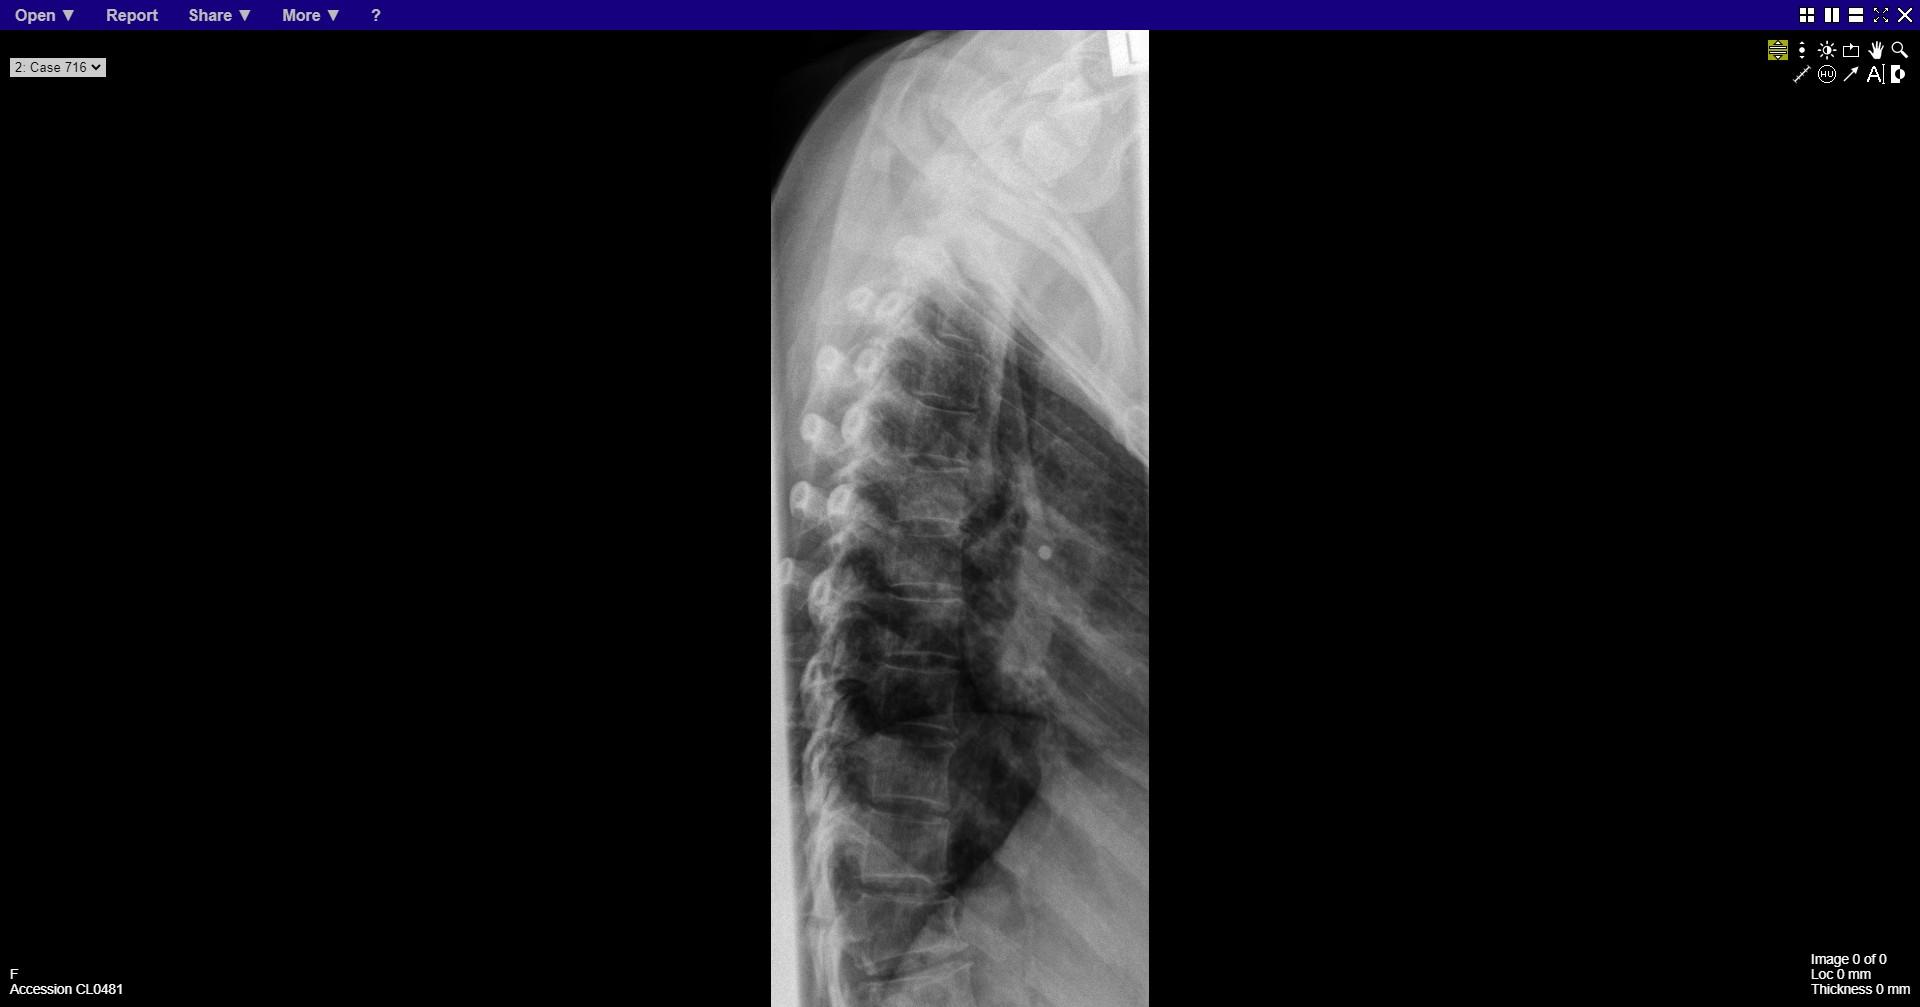 Open ▼ Report Share ▼ More ▼ ?
2: Case 716
HU
A
L
F
Accession CL0481
Image 0 of 0
Loc 0 mm
Thickness 0 mm